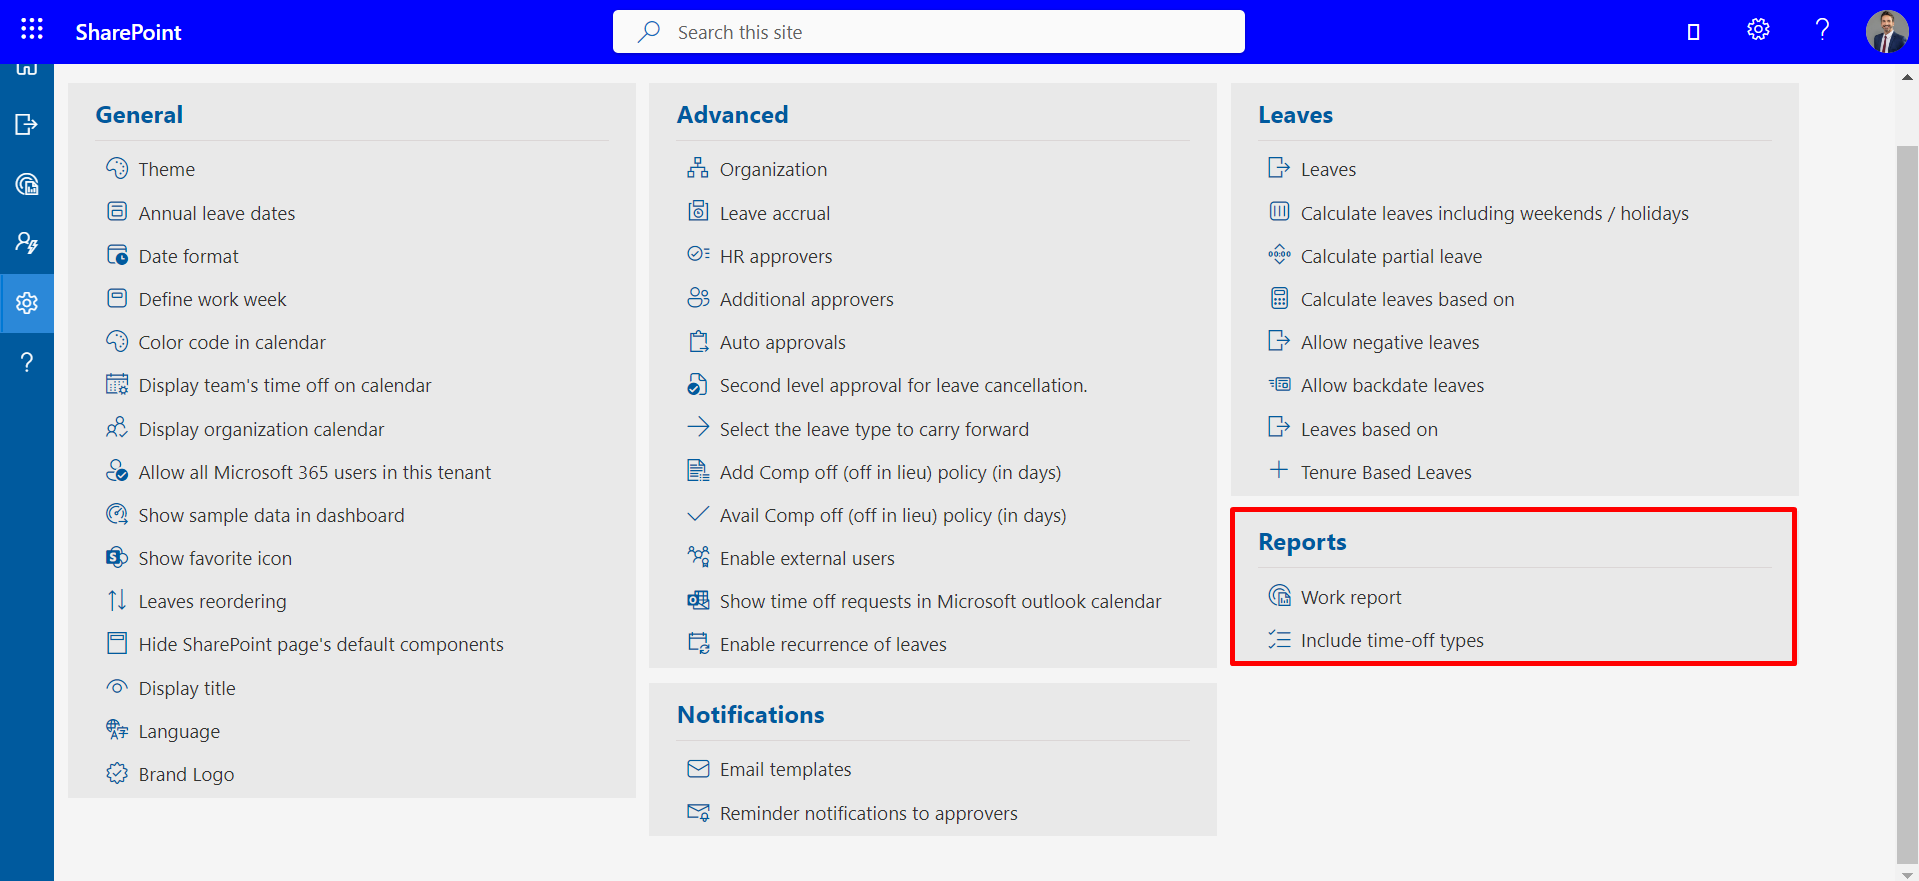 SharePoint
Search this site
General
Theme
Annual leave dates
Date format
Define work week
Color code in calendar
Display team's time off on calendar
Display organization calendar
Allow all Microsoft 365 users in this tenant
Show sample data in dashboard
Show favorite icon
Leaves reordering
Hide SharePoint page's default components
Display title
Language
Brand Logo
Advanced
Organization
Leave accrual
HR approvers
Additional approvers
Auto approvals
Second level approval for leave cancellation.
Select the leave type to carry forward
Add Comp off (off in lieu) policy (in days)
Avail Comp off (off in lieu) policy (in days)
Enable external users
Show time off requests in Microsoft outlook calendar
Enable recurrence of leaves
Notifications
Email templates
Reminder notifications to approvers
Leaves
Leaves
Calculate leaves including weekends / holidays
Calculate partial leave
Calculate leaves based on
Allow negative leaves
Allow backdate leaves
Leaves based on
Tenure Based Leaves
Reports
Work report
Include time-off types